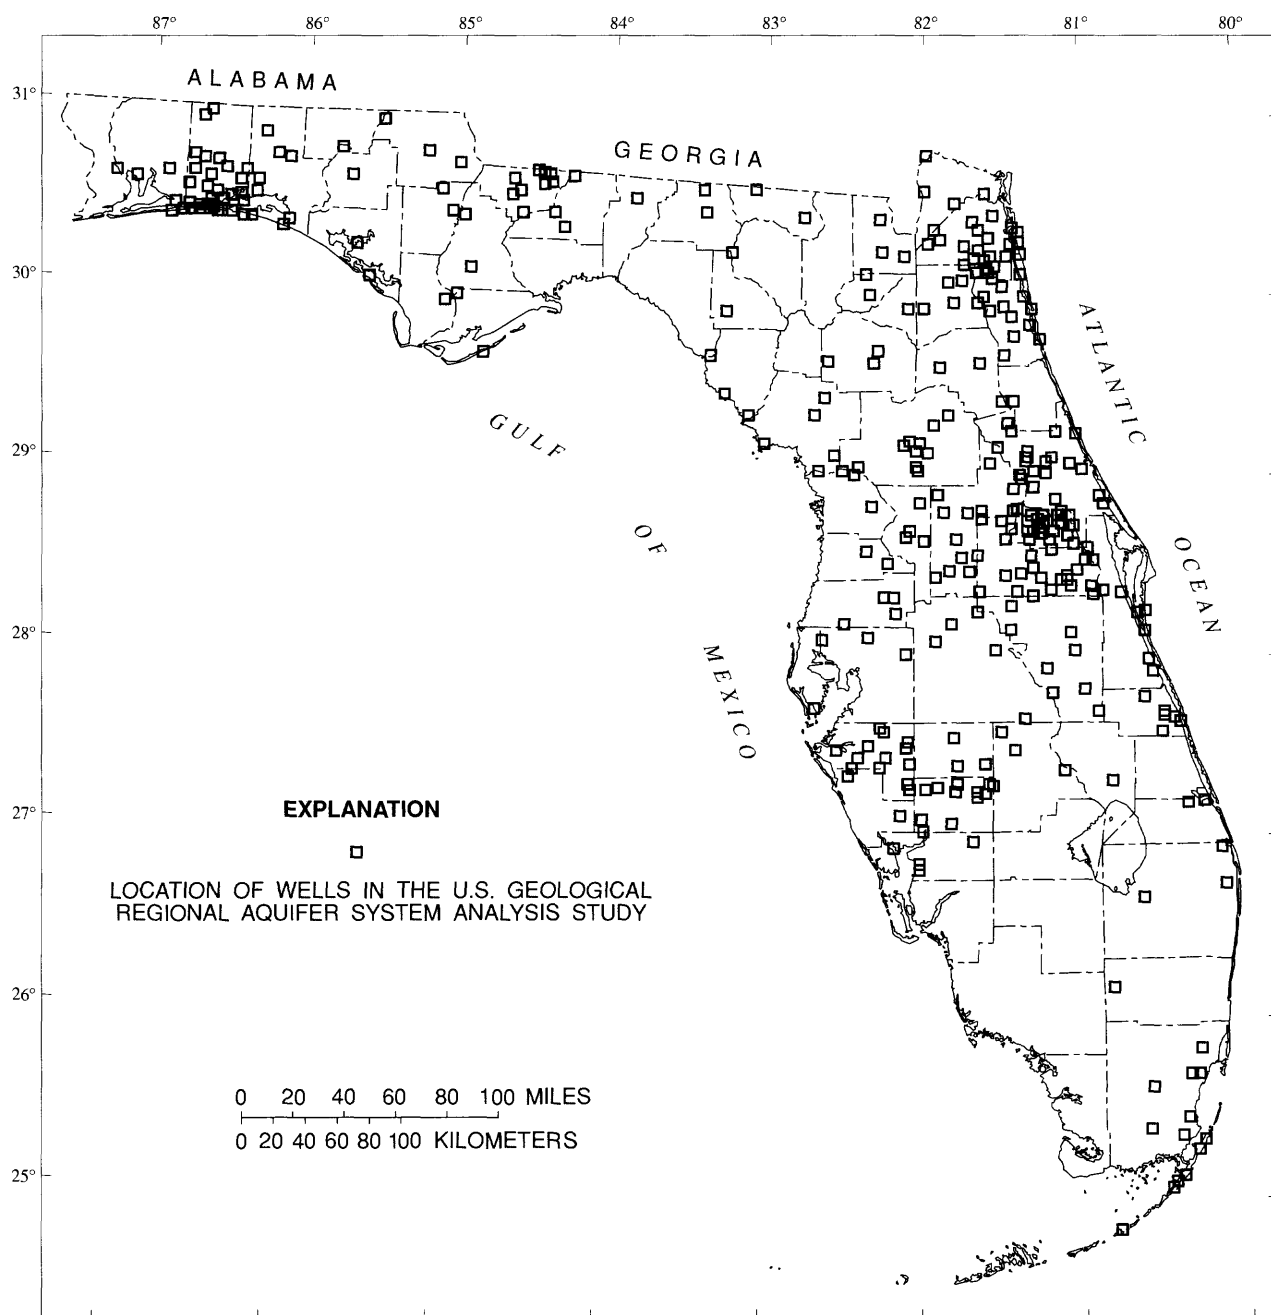 87° 86° 85° 84° 83° 82° 81° 80°
31°
ALABAMA
GEORGIA
30°
ATLANTIC
29°
GULF
OF
OCEAN
28°
MEXICO
27°
EXPLANATION
LOCATION OF WELLS IN THE U.S. GEOLOGICAL
REGIONAL AQUIFER SYSTEM ANALYSIS STUDY
26°
0 20 40 60 80 100 MILES
0 20 40 60 80 100 KILOMETERS
25°